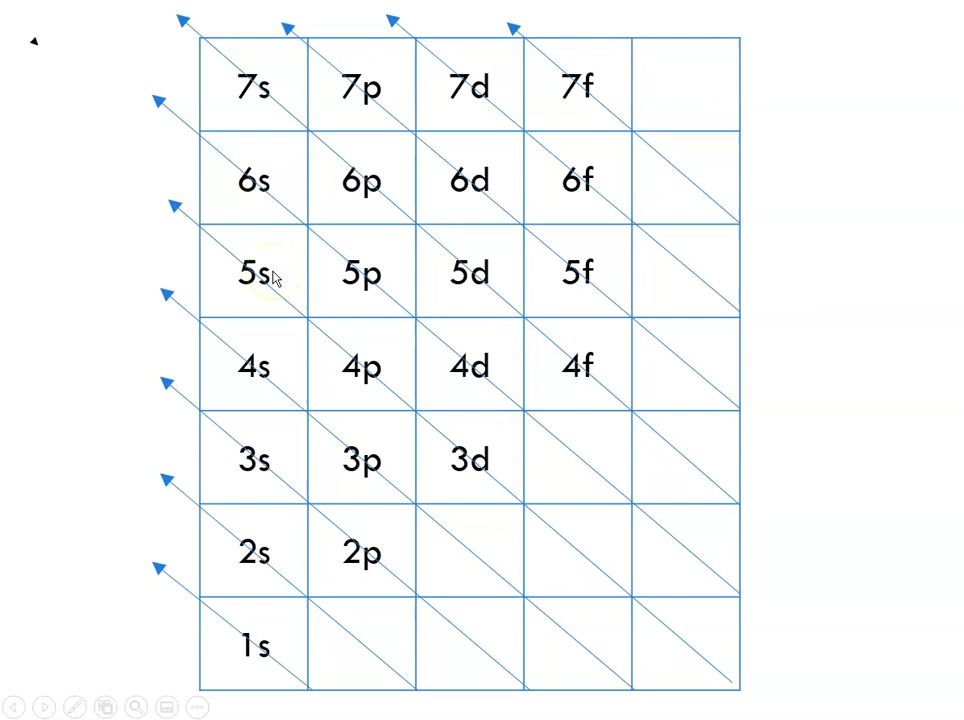 7s 7p 7d 7f
6s 6p 6d 6f
5s 5p 5d 5f
4s 4p 4d 4f
3s 3p 3d
2s 2p
1s